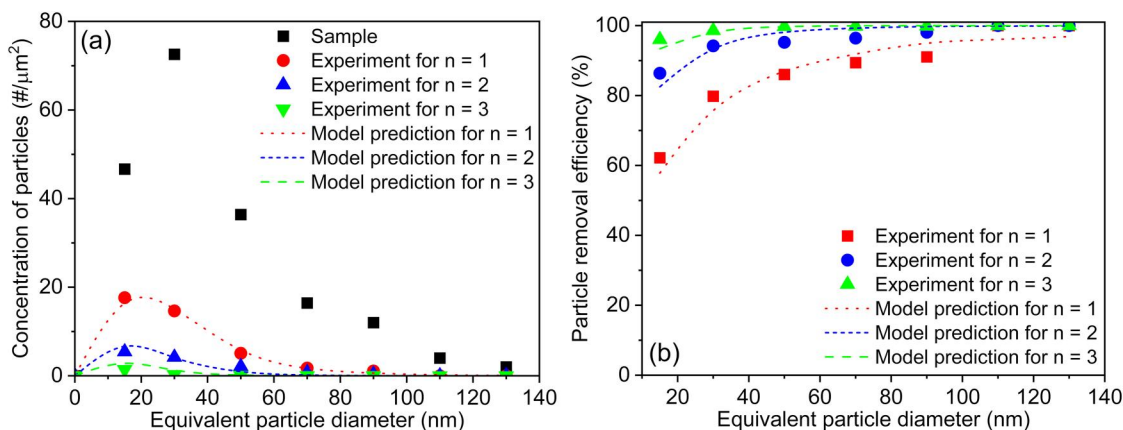 (a)
Concentration of particles (#/μm²)
80
60
40
20
0
Sample
Experiment for n = 1
Experiment for n = 2
Experiment for n = 3
Model prediction for n = 1
Model prediction for n = 2
Model prediction for n = 3
0 20 40 60 80 100 120 140
Equivalent particle diameter (nm)
(b)
Particle removal efficiency (%)
100
80
60
40
20
0
Experiment for n = 1
Experiment for n = 2
Experiment for n = 3
Model prediction for n = 1
Model prediction for n = 2
Model prediction for n = 3
20 40 60 80 100 120 140
Equivalent particle diameter (nm)